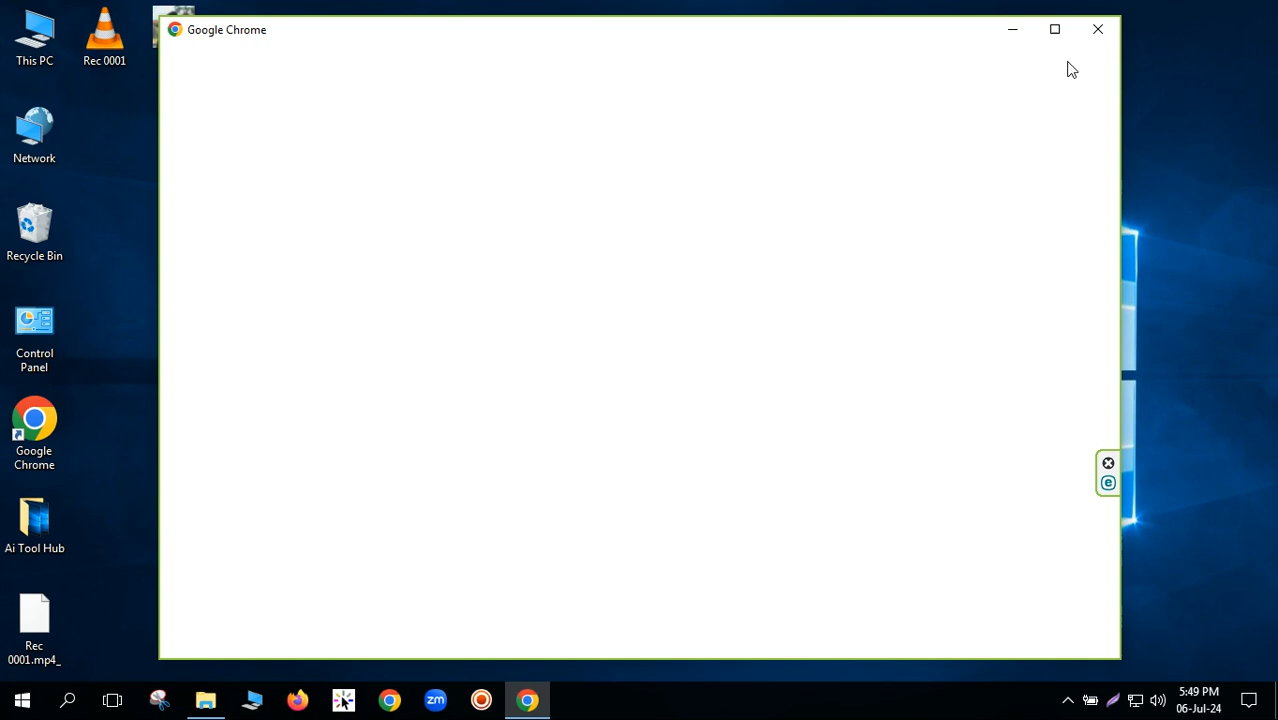 Google Chrome
This PC
Rec 0001
Network
Recycle Bin
Control
Panel
Google
Chrome
Ai Tool Hub
Rec
0001.mp4_
e
zm
5:49 PM
06-Jul-24